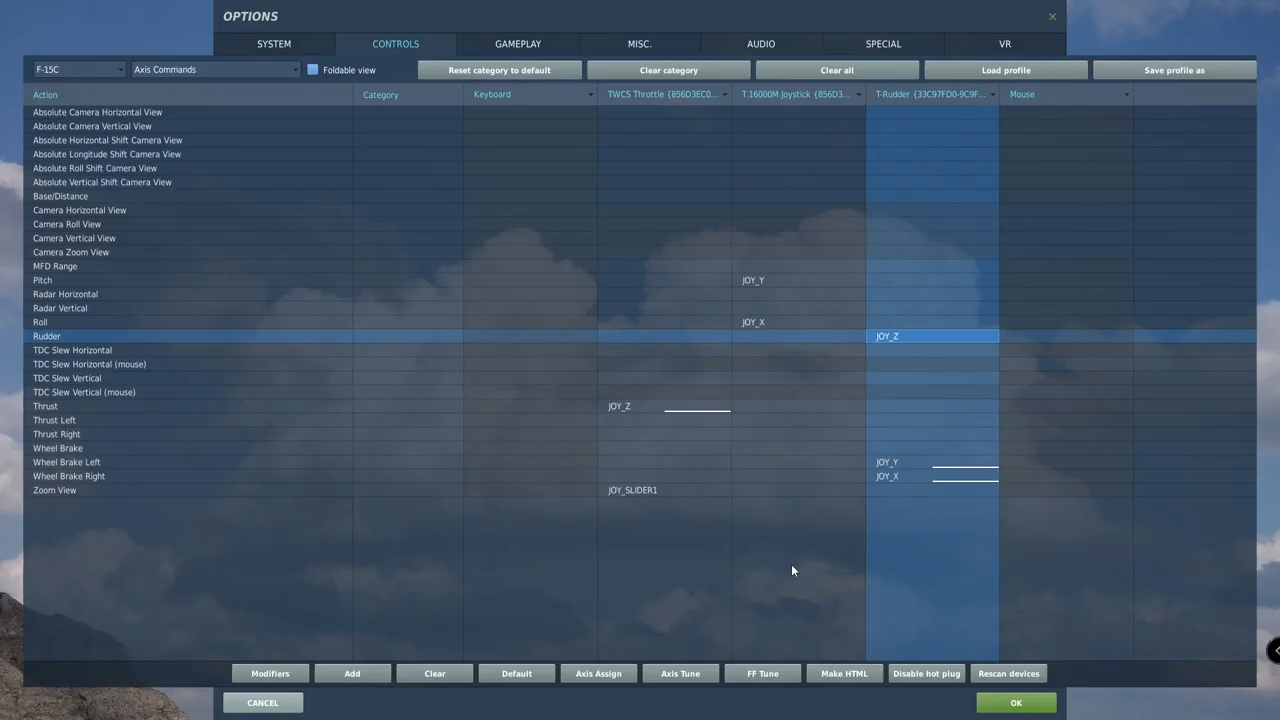 OPTIONS
×
SYSTEM CONTROLS GAMEPLAY MISC. AUDIO SPECIAL VR
F-15C Axis Commands Foldable view Reset category to default Clear category Clear all Load profile Save profile as
Action Category Keyboard TWCS Throttle {856D3EC0... T.16000M Joystick {856D3... T-Rudder {33C97FD0-9C9F... Mouse
Absolute Camera Horizontal View
Absolute Camera Vertical View
Absolute Horizontal Shift Camera View
Absolute Longitude Shift Camera View
Absolute Roll Shift Camera View
Absolute Vertical Shift Camera View
Base/Distance
Camera Horizontal View
Camera Roll View
Camera Vertical View
Camera Zoom View
MFD Range
Pitch JOY_Y
Radar Horizontal
Radar Vertical
Roll JOY_X
Rudder JOY_Z
TDC Slew Horizontal
TDC Slew Horizontal (mouse)
TDC Slew Vertical
TDC Slew Vertical (mouse)
Thrust JOY_Z
Thrust Left
Thrust Right
Wheel Brake
Wheel Brake Left JOY_Y
Wheel Brake Right JOY_X
Zoom View JOY_SLIDER1
Modifiers Add Clear Default Axis Assign Axis Tune FF Tune Make HTML Disable hot plug Rescan devices
CANCEL OK